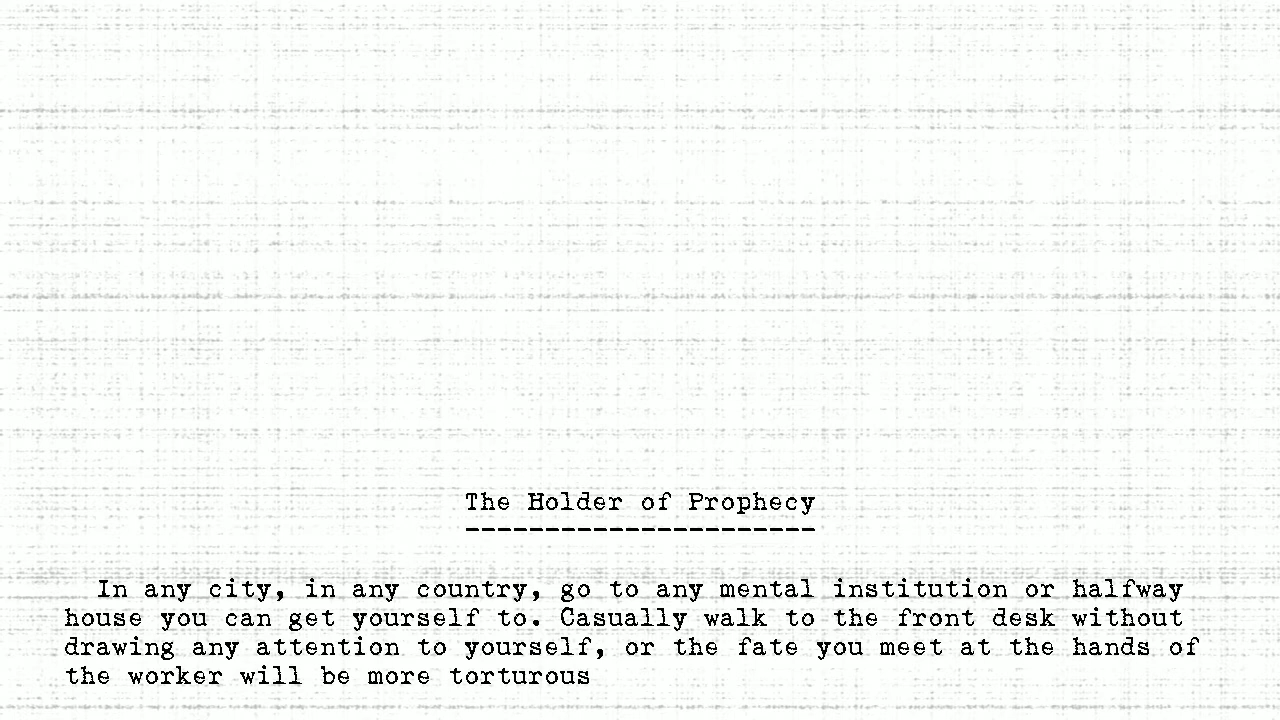 The Holder of Prophecy
----------------------
In any city, in any country, go to any mental institution or halfway
house you can get yourself to. Casually walk to the front desk without
drawing any attention to yourself, or the fate you meet at the hands of
the worker will be more torturous